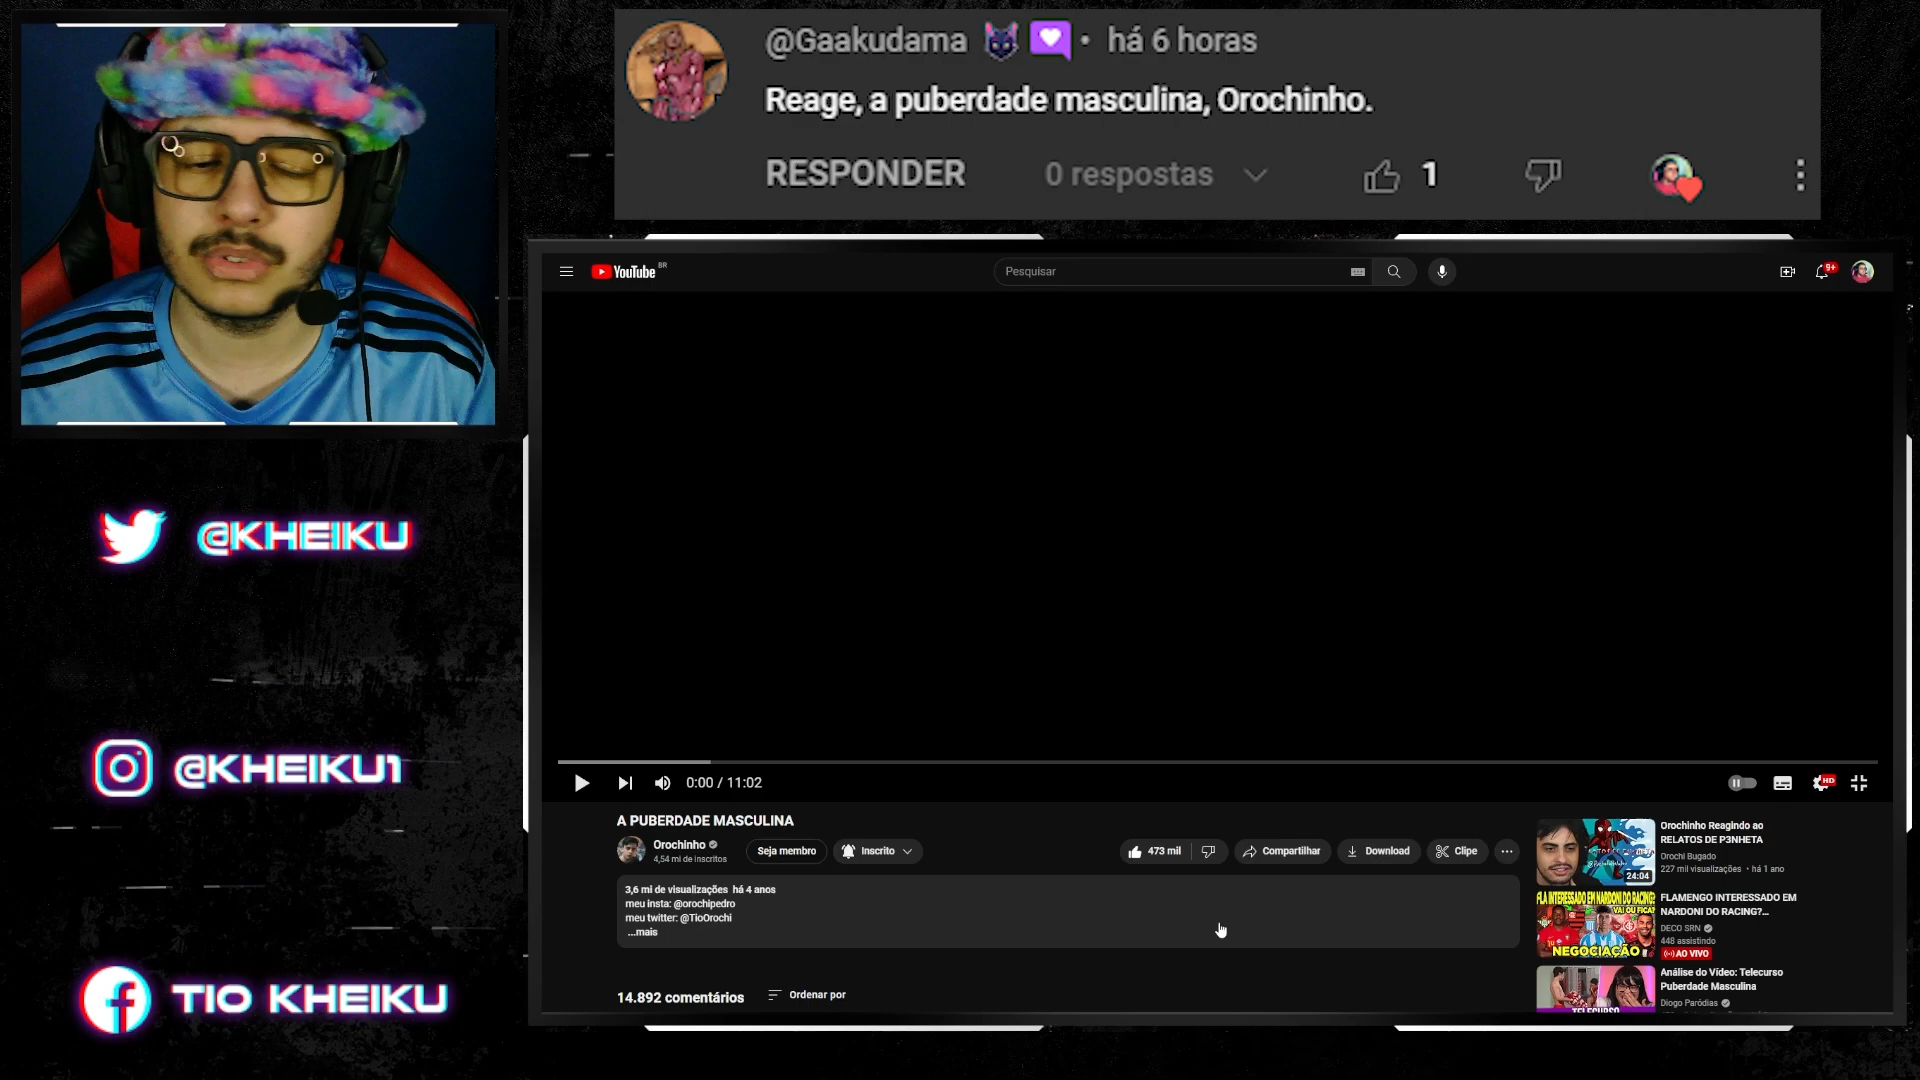 @Gaakudama • há 6 horas
Reage, a puberdade masculina, Orochinho.
RESPONDER 0 respostas 1
YouTube BR
Pesquisar
9+
0:00 / 11:02
HD
A PUBERDADE MASCULINA
Orochinho
4,54 mi de inscritos
Seja membro
Inscrito
473 mil
Compartilhar
Download
Clipe
3,6 mi de visualizações há 4 anos
meu insta: @orochipedro
meu twitter: @TioOrochi
...mais
14.892 comentários
Ordenar por
24:04
Orochinho Reagindo ao
RELATOS DE P3NHETA
Orochi Bugado
227 mil visualizações • há 1 ano
FLA INTERESSADO EM NARDONI DO RACING?
VAI OU FICA?
NEGOCIAÇÃO
FLAMENGO INTERESSADO EM
NARDONI DO RACING?...
DECO SRN
448 assistindo
AO VIVO
TELECURSO
Análise do Vídeo: Telecurso
Puberdade Masculina
Diogo Paródias
@KHEIKU
@KHEIKU1
TIO KHEIKU